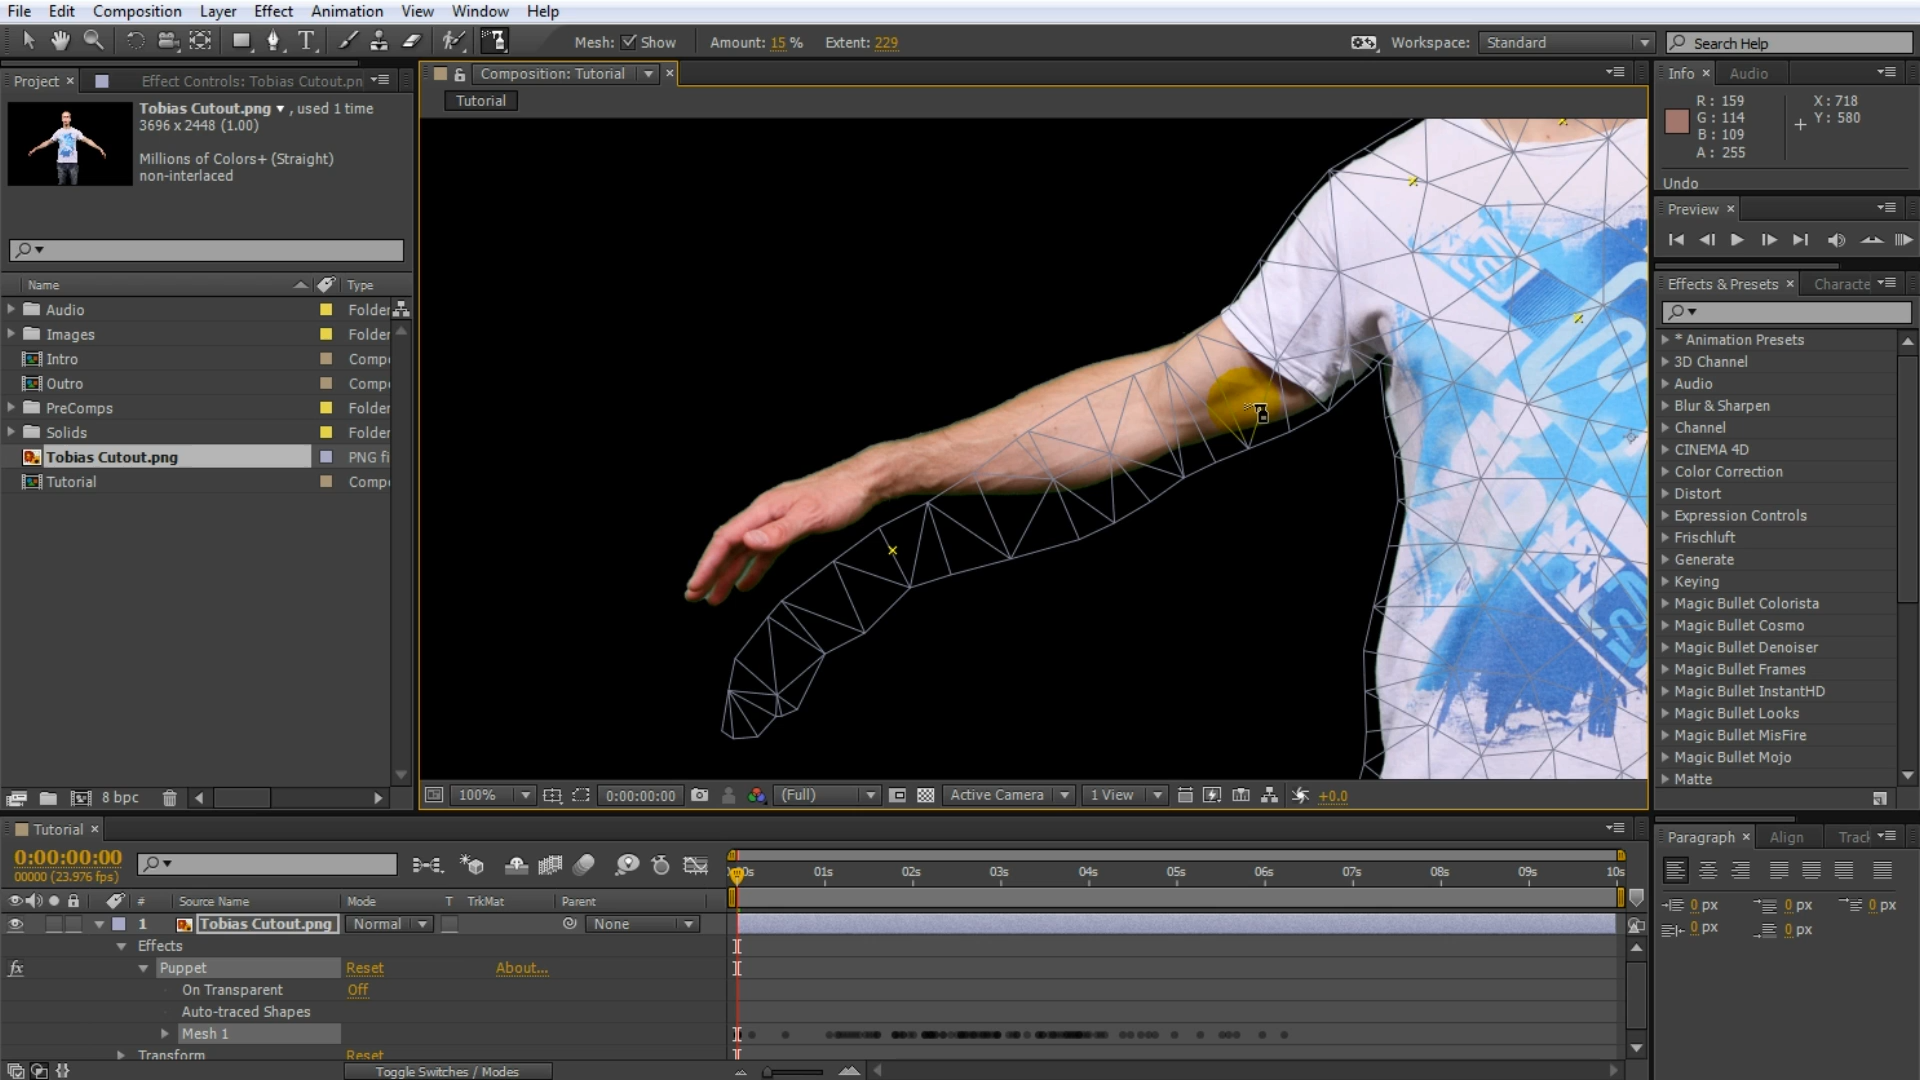 File Edit Composition Layer Effect Animation View Window Help
Mesh: Show Amount: 15 % Extent: 229 Workspace: Standard Search Help
Project × Effect Controls: Tobias Cutout.pn
Tobias Cutout.png ▼ , used 1 time
3696 x 2448 (1.00)
Millions of Colors+ (Straight)
non-interlaced
Name Type
Audio Folder
Images Folder
Intro Compo
Outro Compo
PreComps Folder
Solids Folder
Tobias Cutout.png PNG fi
Tutorial Compo
8 bpc
Composition: Tutorial ×
Tutorial
100% 0:00:00:00 (Full) Active Camera 1 View +0.0
Info × Audio
R : 159 X : 718
G : 114 Y : 580
B : 109
A : 255
Undo
Preview ×
Effects & Presets × Characte
* Animation Presets
3D Channel
Audio
Blur & Sharpen
Channel
CINEMA 4D
Color Correction
Distort
Expression Controls
Frischluft
Generate
Keying
Magic Bullet Colorista
Magic Bullet Cosmo
Magic Bullet Denoiser
Magic Bullet Frames
Magic Bullet InstantHD
Magic Bullet Looks
Magic Bullet MisFire
Magic Bullet Mojo
Matte
Tutorial ×
0:00:00:00
00000 (23.976 fps)
01s 02s 03s 04s 05s 06s 07s 08s 09s 10s
# Source Name Mode T TrkMat Parent
1 Tobias Cutout.png Normal None
Effects
fx Puppet Reset About...
On Transparent Off
Auto-traced Shapes
Mesh 1
Transform Reset
Toggle Switches / Modes
Paragraph × Align Track
0 px 0 px 0 px
0 px 0 px